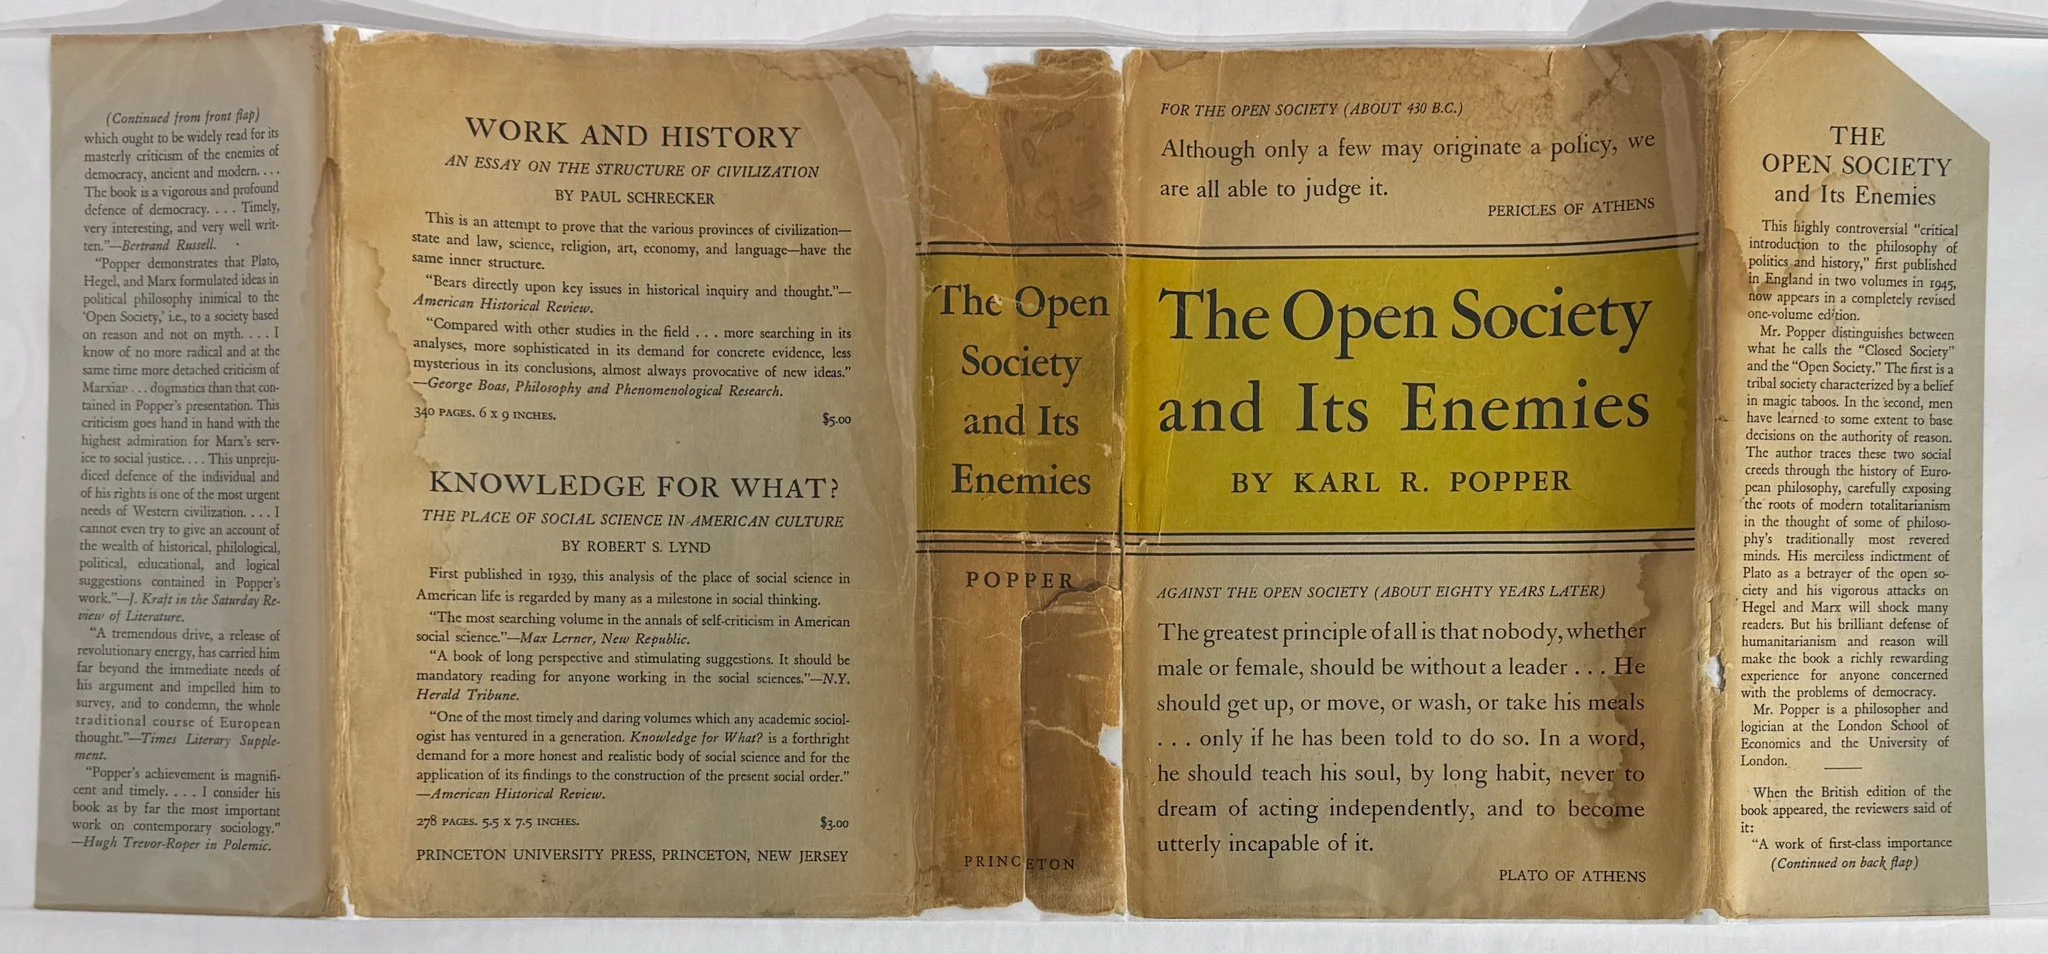 (Continued from front flap)
which ought to be widely read for its
masterly criticism of the enemies of
democracy, ancient and modern. . . .
The book is a vigorous and profound
defence of democracy. . . . Timely,
very interesting, and very well writ-
ten."—Bertrand Russell.
"Popper demonstrates that Plato,
Hegel, and Marx formulated ideas in
political philosophy inimical to the
'Open Society,' i.e., to a society based
on reason and not on myth. . . . I
know of no more radical and at the
same time more detached criticism of
Marxian . . . dogmatics than that con-
tained in Popper's presentation. This
criticism goes hand in hand with the
highest admiration for Marx's serv-
ice to social justice. . . . This unpreju-
diced defence of the individual and
of his rights is one of the most urgent
needs of Western civilization. . . . I
cannot even try to give an account of
the wealth of historical, philological,
political, educational, and logical
suggestions contained in Popper's
work."—J. Kraft in the Saturday Re-
view of Literature.
"A tremendous drive, a release of
revolutionary energy, has carried him
far beyond the immediate needs of
his argument and impelled him to
survey, and to condemn, the whole
traditional course of European
thought."—Times Literary Supple-
ment.
"Popper's achievement is magnifi-
cent and timely. . . . I consider his
book as by far the most important
work on contemporary sociology."
—Hugh Trevor-Roper in Polemic.
WORK AND HISTORY
AN ESSAY ON THE STRUCTURE OF CIVILIZATION
BY PAUL SCHRECKER
This is an attempt to prove that the various provinces of civilization—
state and law, science, religion, art, economy, and language—have the
same inner structure.
"Bears directly upon key issues in historical inquiry and thought."—
American Historical Review.
"Compared with other studies in the field . . . more searching in its
analyses, more sophisticated in its demand for concrete evidence, less
mysterious in its conclusions, almost always provocative of new ideas."
—George Boas, Philosophy and Phenomenological Research.
340 PAGES. 6 X 9 INCHES. $5.00
KNOWLEDGE FOR WHAT?
THE PLACE OF SOCIAL SCIENCE IN AMERICAN CULTURE
BY ROBERT S. LYND
First published in 1939, this analysis of the place of social science in
American life is regarded by many as a milestone in social thinking.
"The most searching volume in the annals of self-criticism in American
social science."—Max Lerner, New Republic.
"A book of long perspective and stimulating suggestions. It should be
mandatory reading for anyone working in the social sciences."—N.Y.
Herald Tribune.
"One of the most timely and daring volumes which any academic sociol-
ogist has ventured in a generation. Knowledge for What? is a forthright
demand for a more honest and realistic body of social science and for the
application of its findings to the construction of the present social order."
—American Historical Review.
278 PAGES. 5.5 X 7.5 INCHES. $3.00
PRINCETON UNIVERSITY PRESS, PRINCETON, NEW JERSEY
The Open
Society
and Its
Enemies
POPPER
PRINCETON
FOR THE OPEN SOCIETY (ABOUT 430 B.C.)
Although only a few may originate a policy, we
are all able to judge it.
PERICLES OF ATHENS
The Open Society
and Its Enemies
BY KARL R. POPPER
AGAINST THE OPEN SOCIETY (ABOUT EIGHTY YEARS LATER)
The greatest principle of all is that nobody, whether
male or female, should be without a leader . . . He
should get up, or move, or wash, or take his meals
. . . only if he has been told to do so. In a word,
he should teach his soul, by long habit, never to
dream of acting independently, and to become
utterly incapable of it.
PLATO OF ATHENS
THE
OPEN SOCIETY
and Its Enemies
This highly controversial "critical
introduction to the philosophy of
politics and history," first published
in England in two volumes in 1945,
now appears in a completely revised
one-volume edition.
Mr. Popper distinguishes between
what he calls the "Closed Society"
and the "Open Society." The first is a
tribal society characterized by a belief
in magic taboos. In the second, men
have learned to some extent to base
decisions on the authority of reason.
The author traces these two social
creeds through the history of Euro-
pean philosophy, carefully exposing
the roots of modern totalitarianism
in the thought of some of philoso-
phy's traditionally most revered
minds. His merciless indictment of
Plato as a betrayer of the open so-
ciety and his vigorous attacks on
Hegel and Marx will shock many
readers. But his brilliant defense of
humanitarianism and reason will
make the book a richly rewarding
experience for anyone concerned
with the problems of democracy.
Mr. Popper is a philosopher and
logician at the London School of
Economics and the University of
London.
When the British edition of the
book appeared, the reviewers said of
it:
"A work of first-class importance
(Continued on back flap)